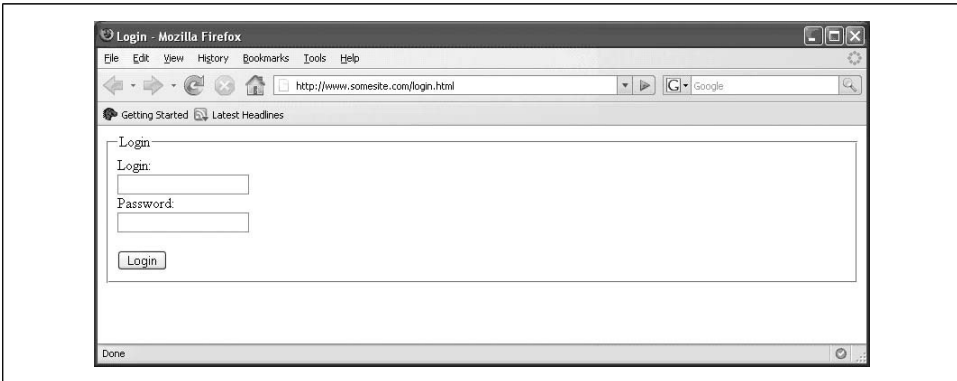 Login - Mozilla Firefox
File Edit View History Bookmarks Tools Help
http://www.somesite.com/login.html G Google
Getting Started Latest Headlines
Login
Login:
Password:
Login
Done